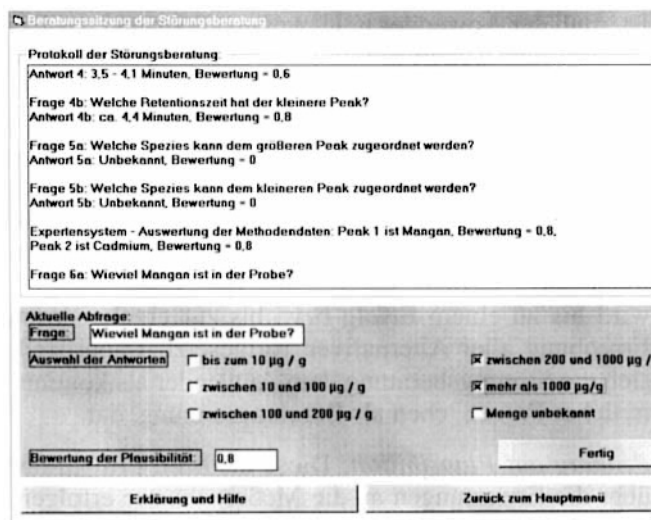 Beratungssitzung der Störungsberatung
Protokoll der Störungsberatung:
Antwort 4: 3,5 - 4,1 Minuten, Bewertung = 0,6
Frage 4b: Welche Retentionszeit hat der kleinere Peak?
Antwort 4b: ca. 4,4 Minuten, Bewertung = 0,8
Frage 5a: Welche Spezies kann dem größeren Peak zugeordnet werden?
Antwort 5a: Unbekannt, Bewertung = 0
Frage 5b: Welche Spezies kann dem kleineren Peak zugeordnet werden?
Antwort 5b: Unbekannt, Bewertung = 0
Expertensystem - Auswertung der Methodendaten: Peak 1 ist Mangan, Bewertung = 0,8,
Peak 2 ist Cadmium, Bewertung = 0,8
Frage 6a: Wieviel Mangan ist in der Probe?
Aktuelle Abfrage:
Frage: Wieviel Mangan ist in der Probe?
Auswahl der Antworten bis zum 10 µg / g zwischen 200 und 1000 µg /
zwischen 10 und 100 µg / g mehr als 1000 µg/g
zwischen 100 und 200 µg / g Menge unbekannt
Bewertung der Plausibilität: 0,8 Fertig
Erklärung und Hilfe Zurück zum Hauptmenü